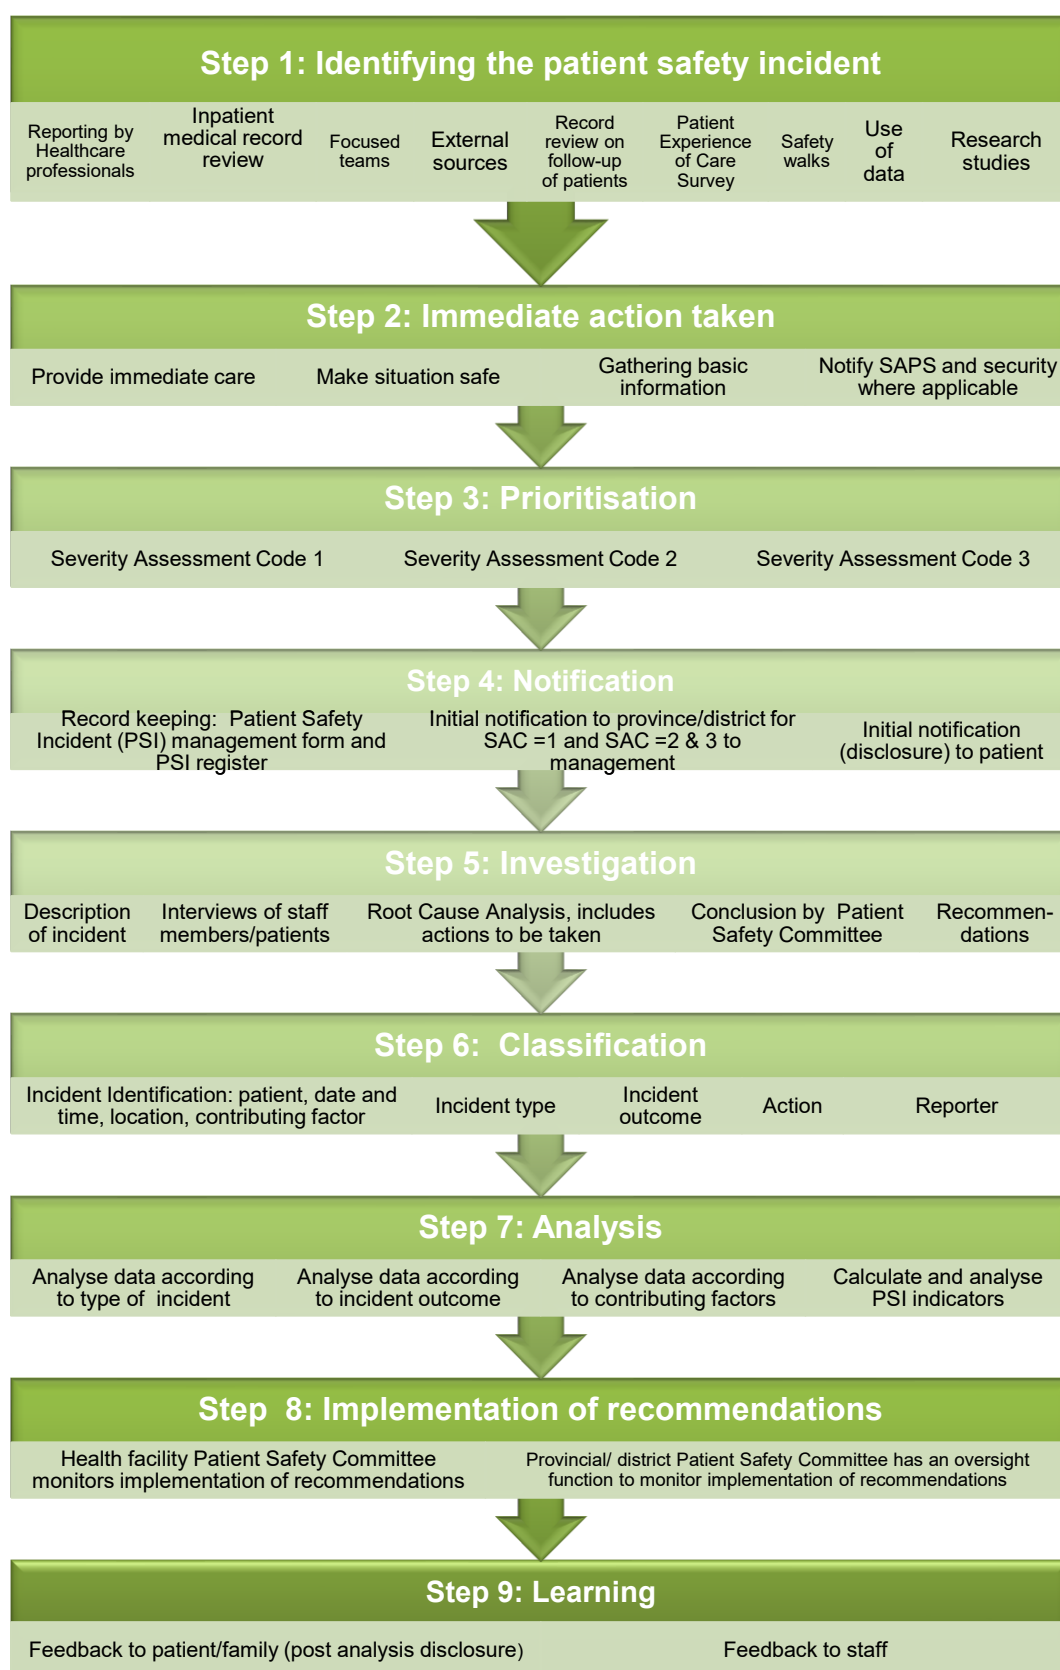 Step 1: Identifying the patient safety incident
Reporting by
Healthcare
professionals
Inpatient
medical record
review
Focused
teams
External
sources
Record
review on
follow-up
of patients
Patient
Experience
of Care
Survey
Safety
walks
Use
of
data
Research
studies
Step 2: Immediate action taken
Provide immediate care
Make situation safe
Gathering basic
information
Notify SAPS and security
where applicable
Step 3: Prioritisation
Severity Assessment Code 1
Severity Assessment Code 2
Severity Assessment Code 3
Step 4: Notification
Record keeping: Patient Safety
Incident (PSI) management form and
PSI register
Initial notification to province/district for
SAC =1 and SAC =2 & 3 to
management
Initial notification
(disclosure) to patient
Step 5: Investigation
Description
of incident
Interviews of staff
members/patients
Root Cause Analysis, includes
actions to be taken
Conclusion by Patient
Safety Committee
Recommen-
dations
Step 6: Classification
Incident Identification: patient, date and
time, location, contributing factor
Incident type
Incident
outcome
Action
Reporter
Step 7: Analysis
Analyse data according
to type of incident
Analyse data according
to incident outcome
Analyse data according
to contributing factors
Calculate and analyse
PSI indicators
Step 8: Implementation of recommendations
Health facility Patient Safety Committee
monitors implementation of recommendations
Provincial/ district Patient Safety Committee has an oversight
function to monitor implementation of recommendations
Step 9: Learning
Feedback to patient/family (post analysis disclosure)
Feedback to staff